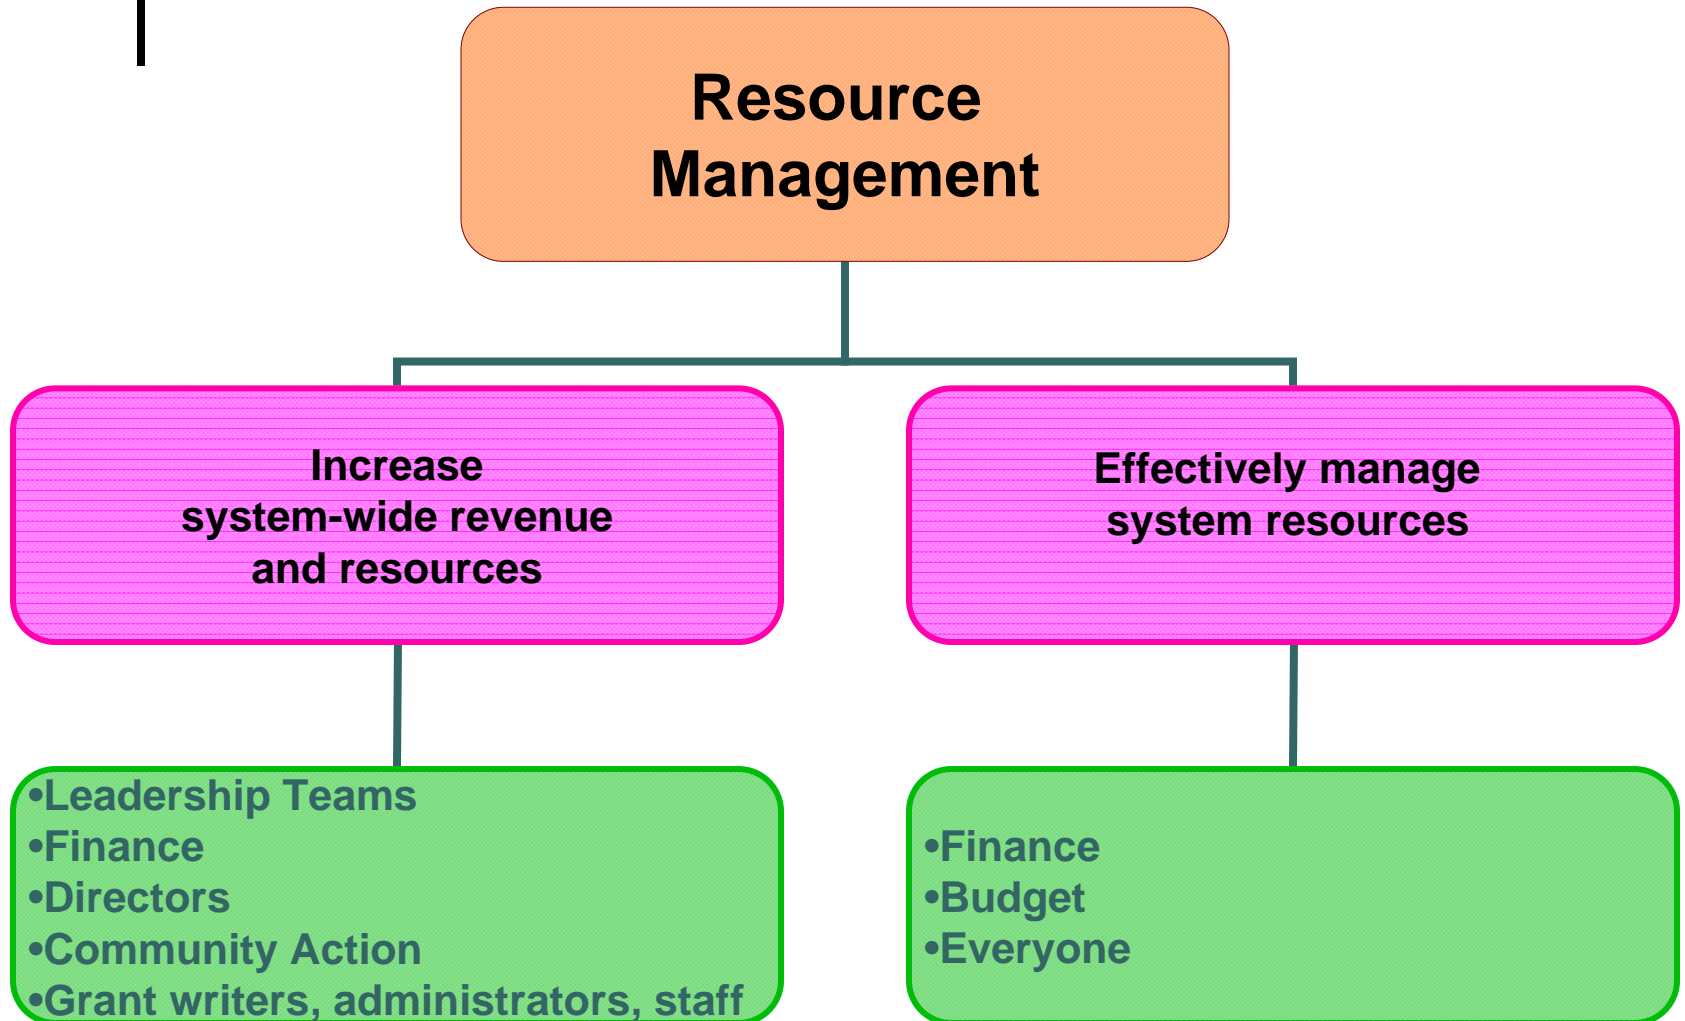 Resource
Management
Increase
system-wide revenue
and resources
Effectively manage
system resources
•Leadership Teams
•Finance
•Directors
•Community Action
•Grant writers, administrators, staff
•Finance
•Budget
•Everyone